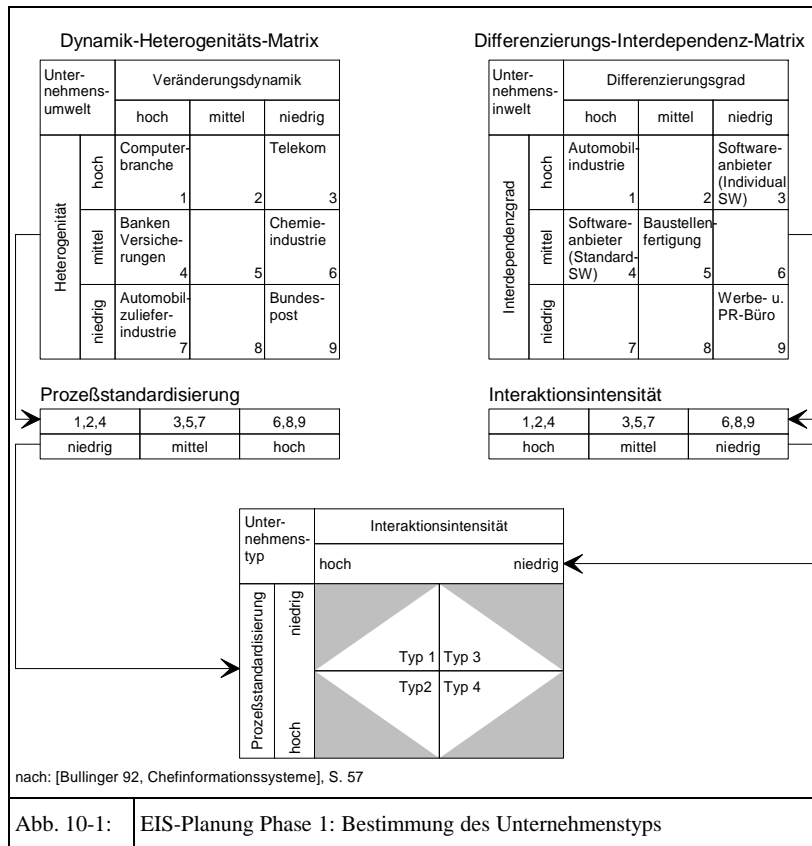 Dynamik-Heterogenitäts-Matrix
Unter-
nehmens-
umwelt
Veränderungsdynamik
hoch mittel niedrig
Heterogenität
hoch
Computer-
branche
1
2
Telekom
3
mittel
Banken
Versiche-
rungen
4
5
Chemie-
industrie
6
niedrig
Automobil-
zuliefer-
industrie
7
8
Bundes-
post
9
Differenzierungs-Interdependenz-Matrix
Unter-
nehmens-
inwelt
Differenzierungsgrad
hoch mittel niedrig
Interdependenzgrad
hoch
Automobil-
industrie
1
2
Software-
anbieter
(Individual
SW) 3
mittel
Software-
anbieter
(Standard-
SW) 4
Baustellen-
fertigung
5
6
niedrig
7
8
Werbe- u.
PR-Büro
9
Prozeßstandardisierung
1,2,4 3,5,7 6,8,9
niedrig mittel hoch
Interaktionsintensität
1,2,4 3,5,7 6,8,9
hoch mittel niedrig
Unter-
nehmens-
typ
Interaktionsintensität
hoch niedrig
Prozeßstandardisierung
niedrig
hoch
Typ 1 Typ 3
Typ2 Typ 4
nach: [Bullinger 92, Chefinformationssysteme], S. 57
Abb. 10-1: EIS-Planung Phase 1: Bestimmung des Unternehmenstyps